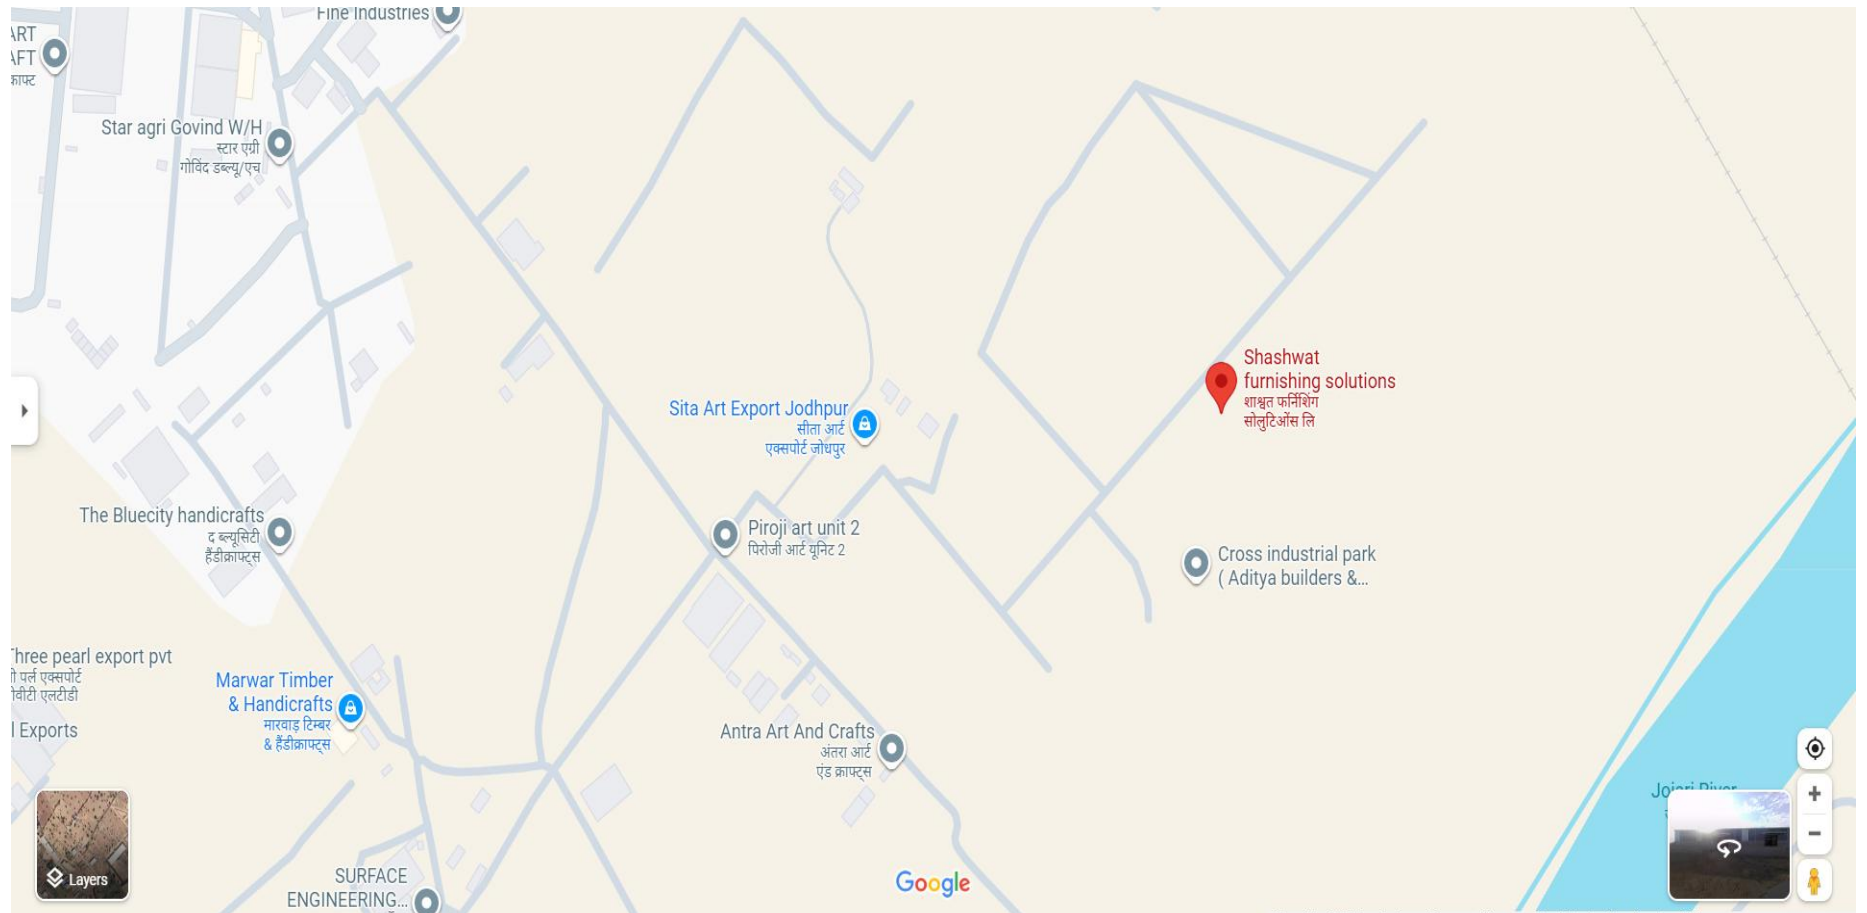 Fine Industries
ART
AFT
क्राफ्ट
Star agri Govind W/H
स्टार एग्री
गोविंद डब्ल्यू/एच
Shashwat
furnishing solutions
शाश्वत फर्निशिंग
सोलुटिओंस लि
Sita Art Export Jodhpur
सीता आर्ट
एक्सपोर्ट जोधपुर
The Bluecity handicrafts
द ब्ल्यूसिटी
हैंडीक्राफ्ट्स
Piroji art unit 2
पिरोजी आर्ट यूनिट 2
Cross industrial park
( Aditya builders &...
Three pearl export pvt
पर्ल एक्सपोर्ट
एलटीडी
l Exports
Marwar Timber
& Handicrafts
मारवाड़ टिम्बर
& हैंडीक्राफ्ट्स
Antra Art And Crafts
अंतरा आर्ट
एंड क्राफ्ट्स
Jojari River
Layers
SURFACE
ENGINEERING...
Google